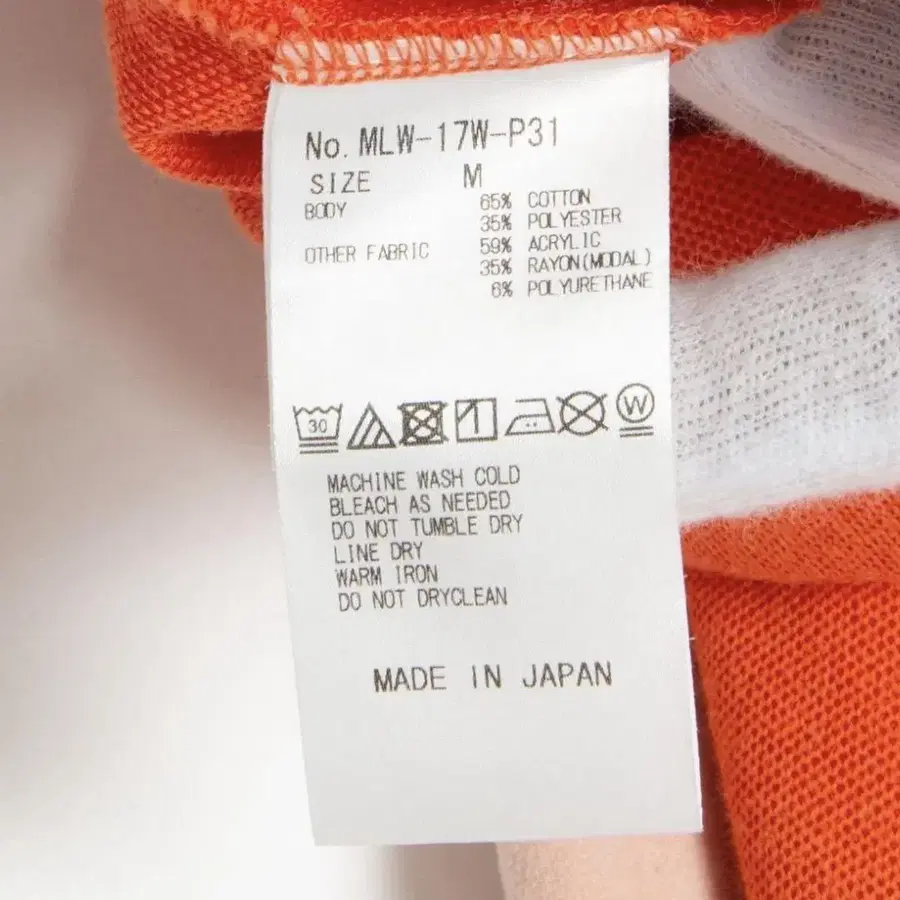 No. MLW-17W-P31
SIZE M
BODY 65% COTTON
35% POLYESTER
OTHER FABRIC 59% ACRYLIC
35% RAYON(MODAL)
6% POLYURETHANE
30 W
MACHINE WASH COLD
BLEACH AS NEEDED
DO NOT TUMBLE DRY
LINE DRY
WARM IRON
DO NOT DRYCLEAN
MADE IN JAPAN